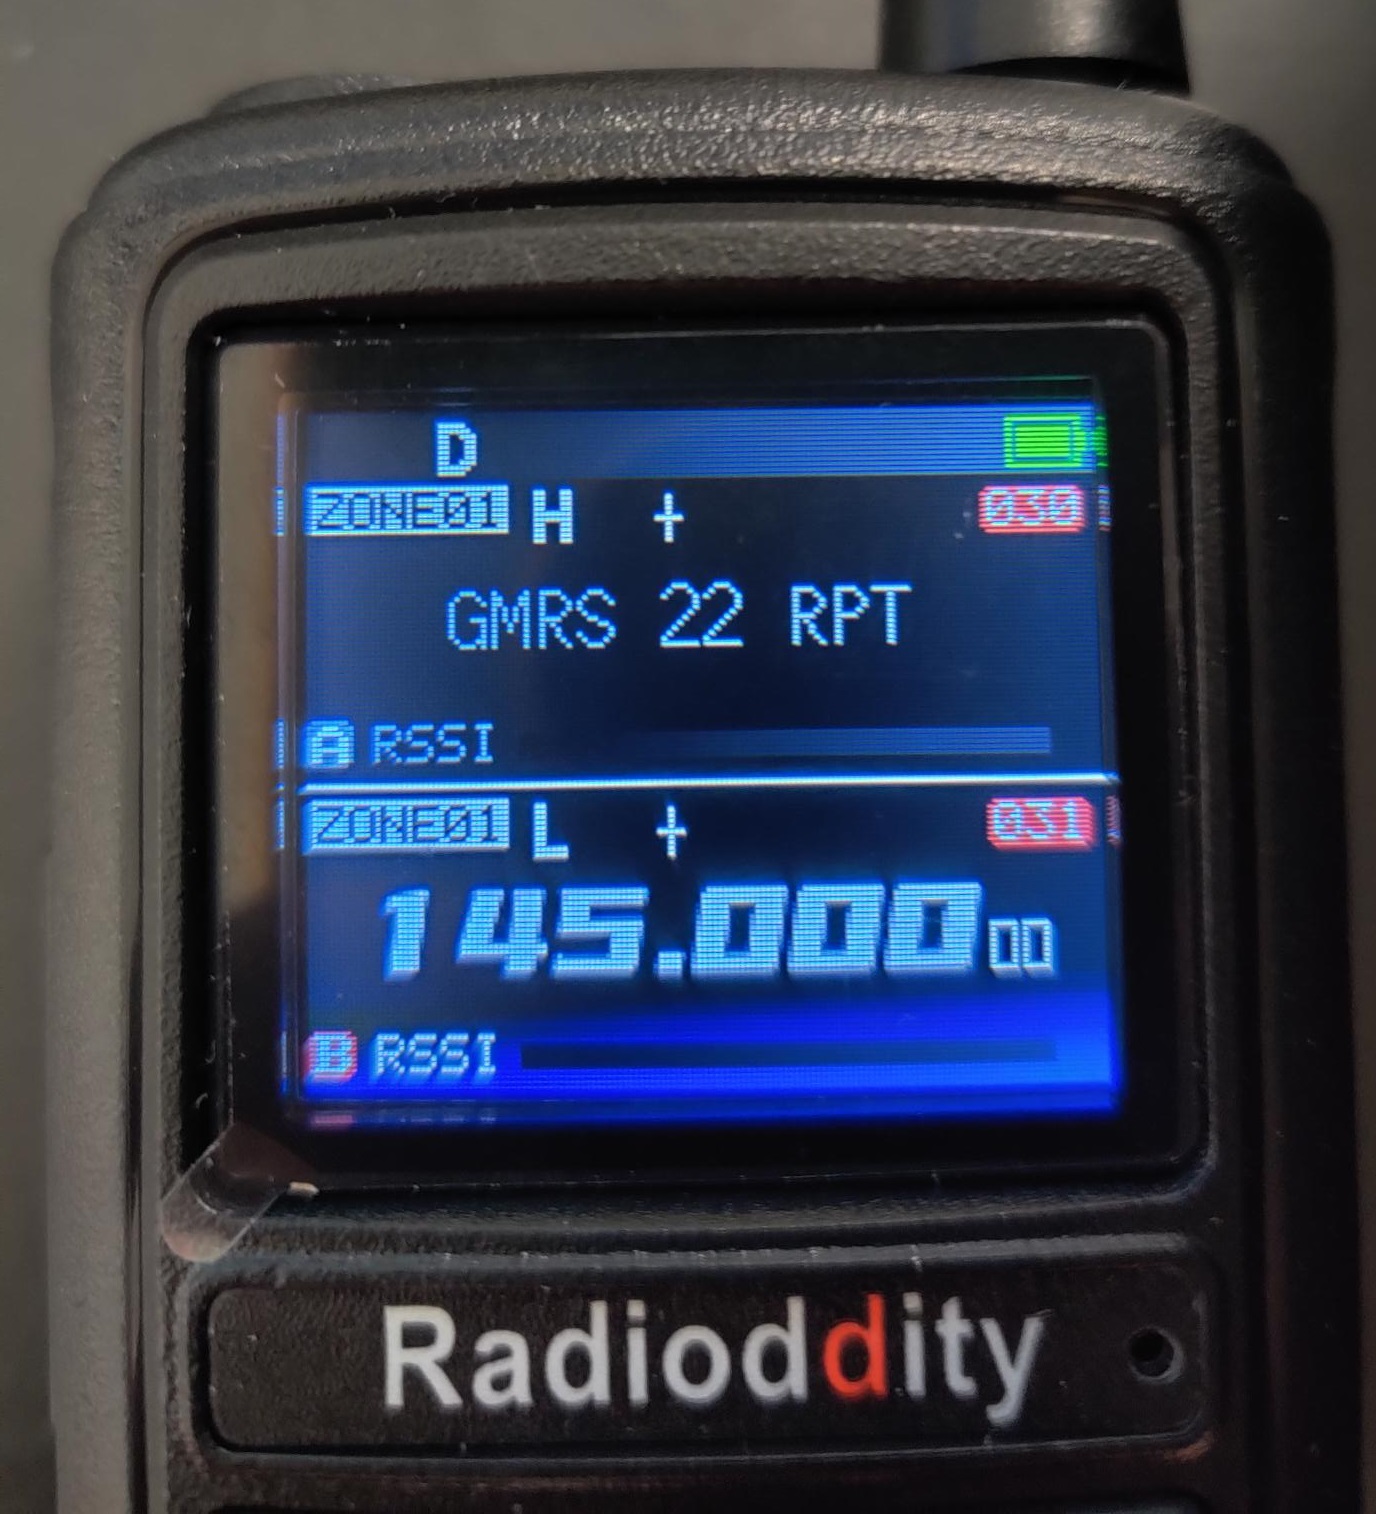 D
ZONE01 H + 030
GMRS 22 RPT
A RSSI
ZONE01 L + 031
145.00000
B RSSI
Radioddity